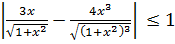 |3x/√(1+x²) − 4x³/√((1+x²)³)| ≤ 1